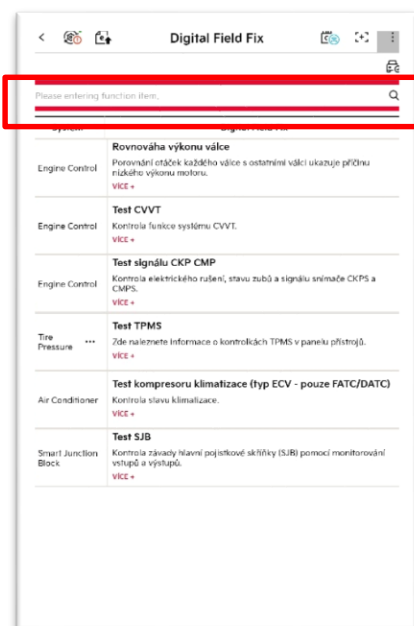 Digital Field Fix
Please entering function item.
Rovnováha výkonu válce
Engine Control
Porovnání otáček každého válce s ostatními válci ukazuje příčinu
nízkého výkonu motoru.
VÍCE +
Test CVVT
Engine Control
Kontrola funkce systému CVVT.
VÍCE +
Test signálu CKP CMP
Engine Control
Kontrola elektrického rušení, stavu zubů a signálu snímače CKPS a
CMPS.
VÍCE +
Test TPMS
Tire
Pressure ...
Zde naleznete informace o kontrolkách TPMS v panelu přístrojů.
VÍCE +
Test kompresoru klimatizace (typ ECV - pouze FATC/DATC)
Air Conditioner
Kontrola stavu klimatizace.
VÍCE +
Test SJB
Smart Junction
Block
Kontrola závady hlavní pojistkové skříňky (SJB) pomocí monitorování
vstupů a výstupů.
VÍCE +